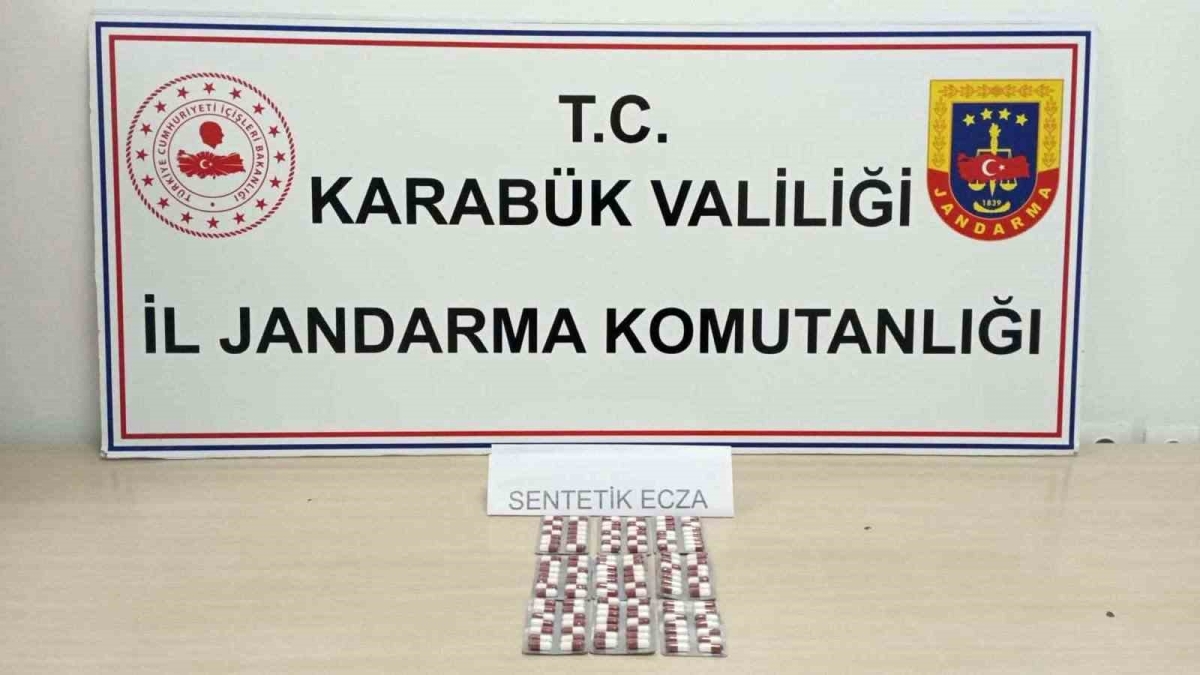 T.C.
KARABÜK VALİLİĞİ
İL JANDARMA KOMUTANLIĞI
TÜRKİYE CUMHURİYETİ İÇİŞLERİ BAKANLIĞI
1839
JANDARMA
SENTETİK ECZA